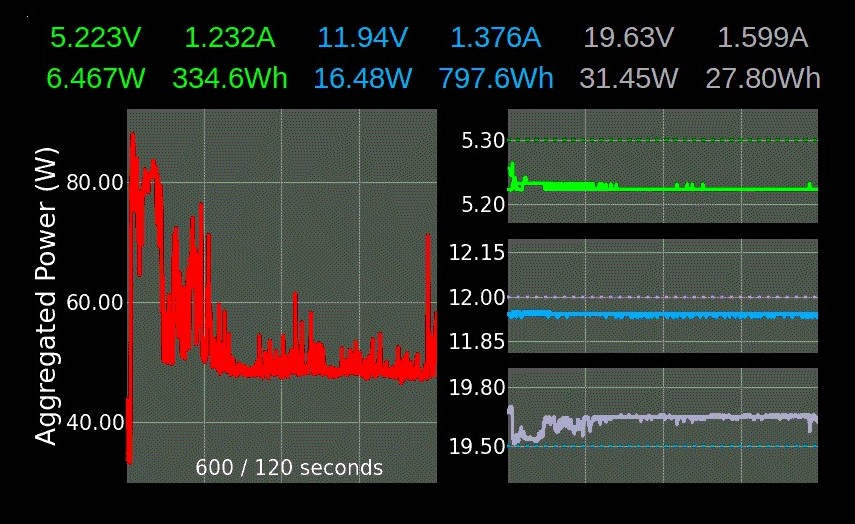 5.223V 1.232A 11.94V 1.376A 19.63V 1.599A
6.467W 334.6Wh 16.48W 797.6Wh 31.45W 27.80Wh
Aggregated Power (W)
80.00
60.00
40.00
600 / 120 seconds
5.30
5.20
12.15
12.00
11.85
19.80
19.50